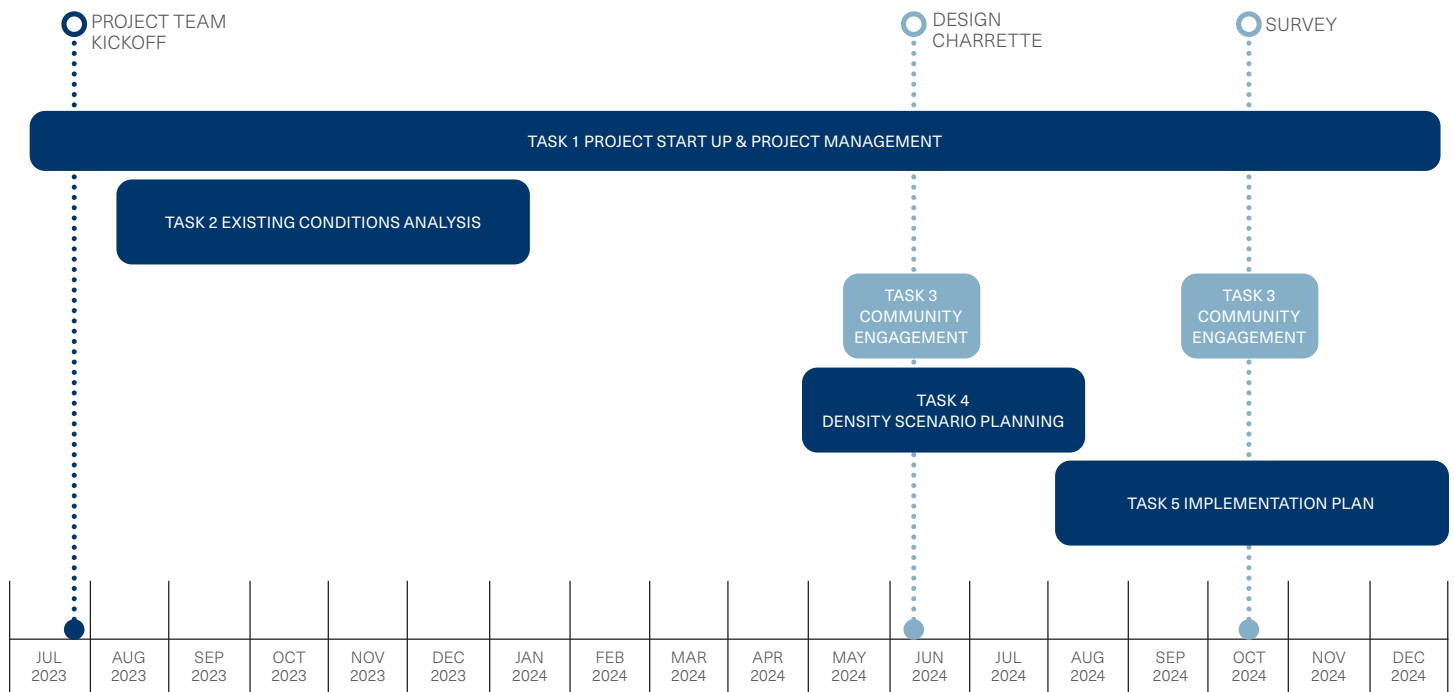 PROJECT TEAM
KICKOFF
DESIGN
CHARRETTE
SURVEY
TASK 1 PROJECT START UP & PROJECT MANAGEMENT
TASK 2 EXISTING CONDITIONS ANALYSIS
TASK 3
COMMUNITY
ENGAGEMENT
TASK 3
COMMUNITY
ENGAGEMENT
TASK 4
DENSITY SCENARIO PLANNING
TASK 5 IMPLEMENTATION PLAN
JUL
2023
AUG
2023
SEP
2023
OCT
2023
NOV
2023
DEC
2023
JAN
2024
FEB
2024
MAR
2024
APR
2024
MAY
2024
JUN
2024
JUL
2024
AUG
2024
SEP
2024
OCT
2024
NOV
2024
DEC
2024